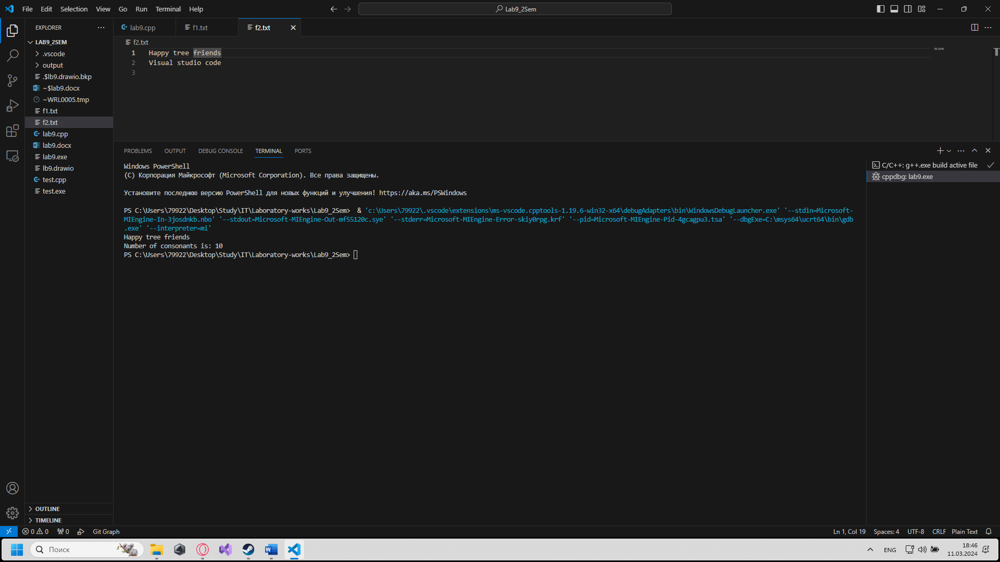 File Edit Selection View Go Run Terminal Help
Lab9_2Sem
EXPLORER
lab9.cpp
f1.txt
f2.txt
LAB9_2SEM
.vscode
output
.$lb9.drawio.bkp
~$lab9.docx
~WRL0005.tmp
f1.txt
f2.txt
lab9.cpp
lab9.docx
lab9.exe
lb9.drawio
test.cpp
test.exe
f2.txt
1 Happy tree friends
2 Visual studio code
3
PROBLEMS OUTPUT DEBUG CONSOLE TERMINAL PORTS
Windows PowerShell
(C) Корпорация Майкрософт (Microsoft Corporation). Все права защищены.
Установите последнюю версию PowerShell для новых функций и улучшения! https://aka.ms/PSWindows
PS C:\Users\79922\Desktop\Study\IT\Laboratory-works\Lab9_2Sem> & 'c:\Users\79922\.vscode\extensions\ms-vscode.cpptools-1.19.6-win32-x64\debugAdapters\bin\WindowsDebugLauncher.exe' '--stdin=Microsoft-
MIEngine-In-3josdnkb.nbo' '--stdout=Microsoft-MIEngine-Out-mf55120c.sye' '--stderr=Microsoft-MIEngine-Error-skiy0rpg.krf' '--pid=Microsoft-MIEngine-Pid-4gcagpu3.tsa' '--dbgExe=C:\msys64\ucrt64\bin\gdb
.exe' '--interpreter=mi'
Happy tree friends
Number of consonants is: 10
PS C:\Users\79922\Desktop\Study\IT\Laboratory-works\Lab9_2Sem>
C/C++: g++.exe build active file
cppdbg: lab9.exe
OUTLINE
TIMELINE
0 0 0 Git Graph
Ln 1, Col 19 Spaces: 4 UTF-8 CRLF Plain Text
Поиск
ENG
18:46
11.03.2024